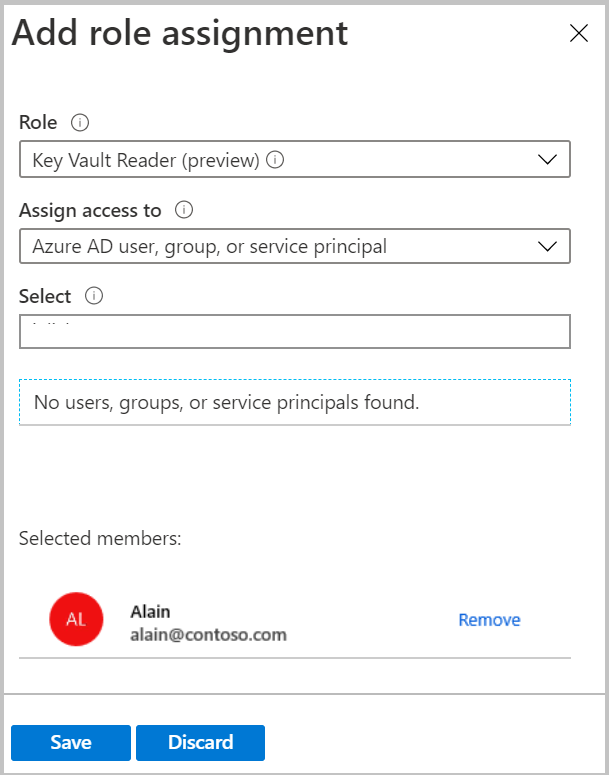 Add role assignment
Role
Key Vault Reader (preview)
Assign access to
Azure AD user, group, or service principal
Select
No users, groups, or service principals found.
Selected members:
AL
Alain
alain@contoso.com
Remove
Save
Discard